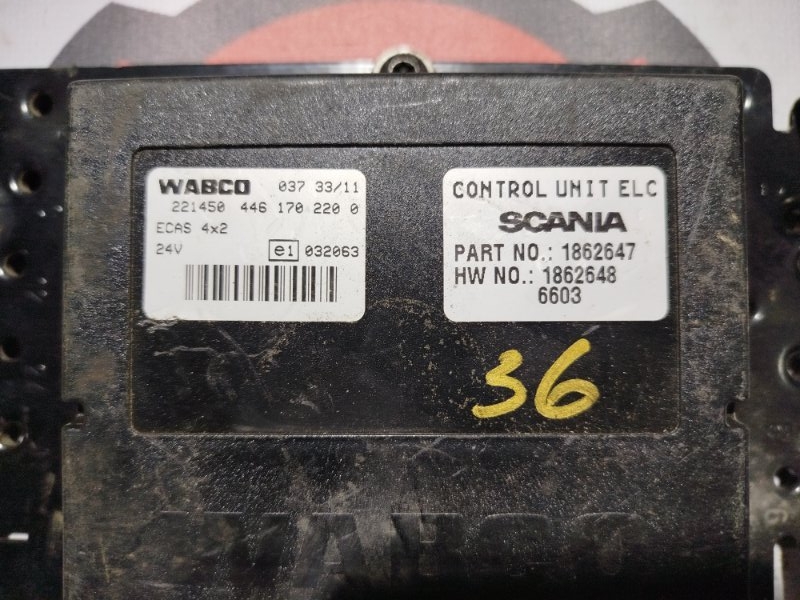 WABCO 037 33/11
221450 446 170 220 0
ECAS 4x2
24V e1 032063
CONTROL UNIT ELC
SCANIA
PART NO.: 1862647
HW NO.: 1862648
6603
36
WABCO